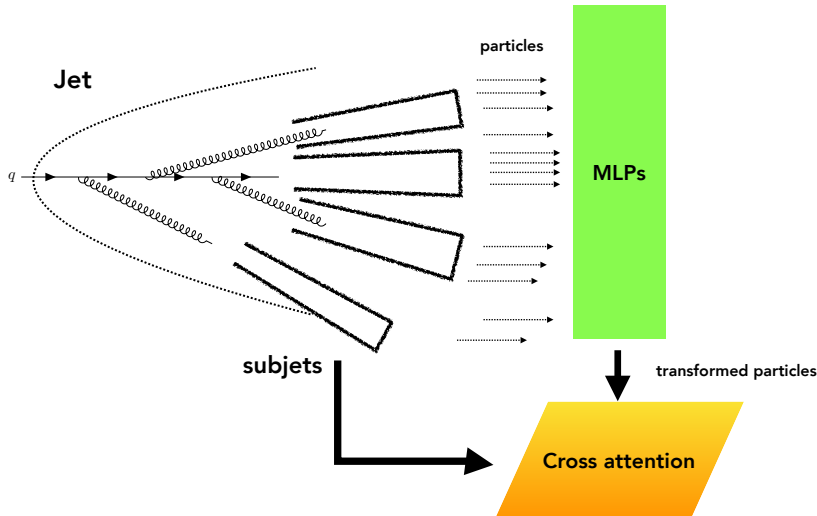 particles
Jet
q
MLPs
subjets
transformed particles
Cross attention